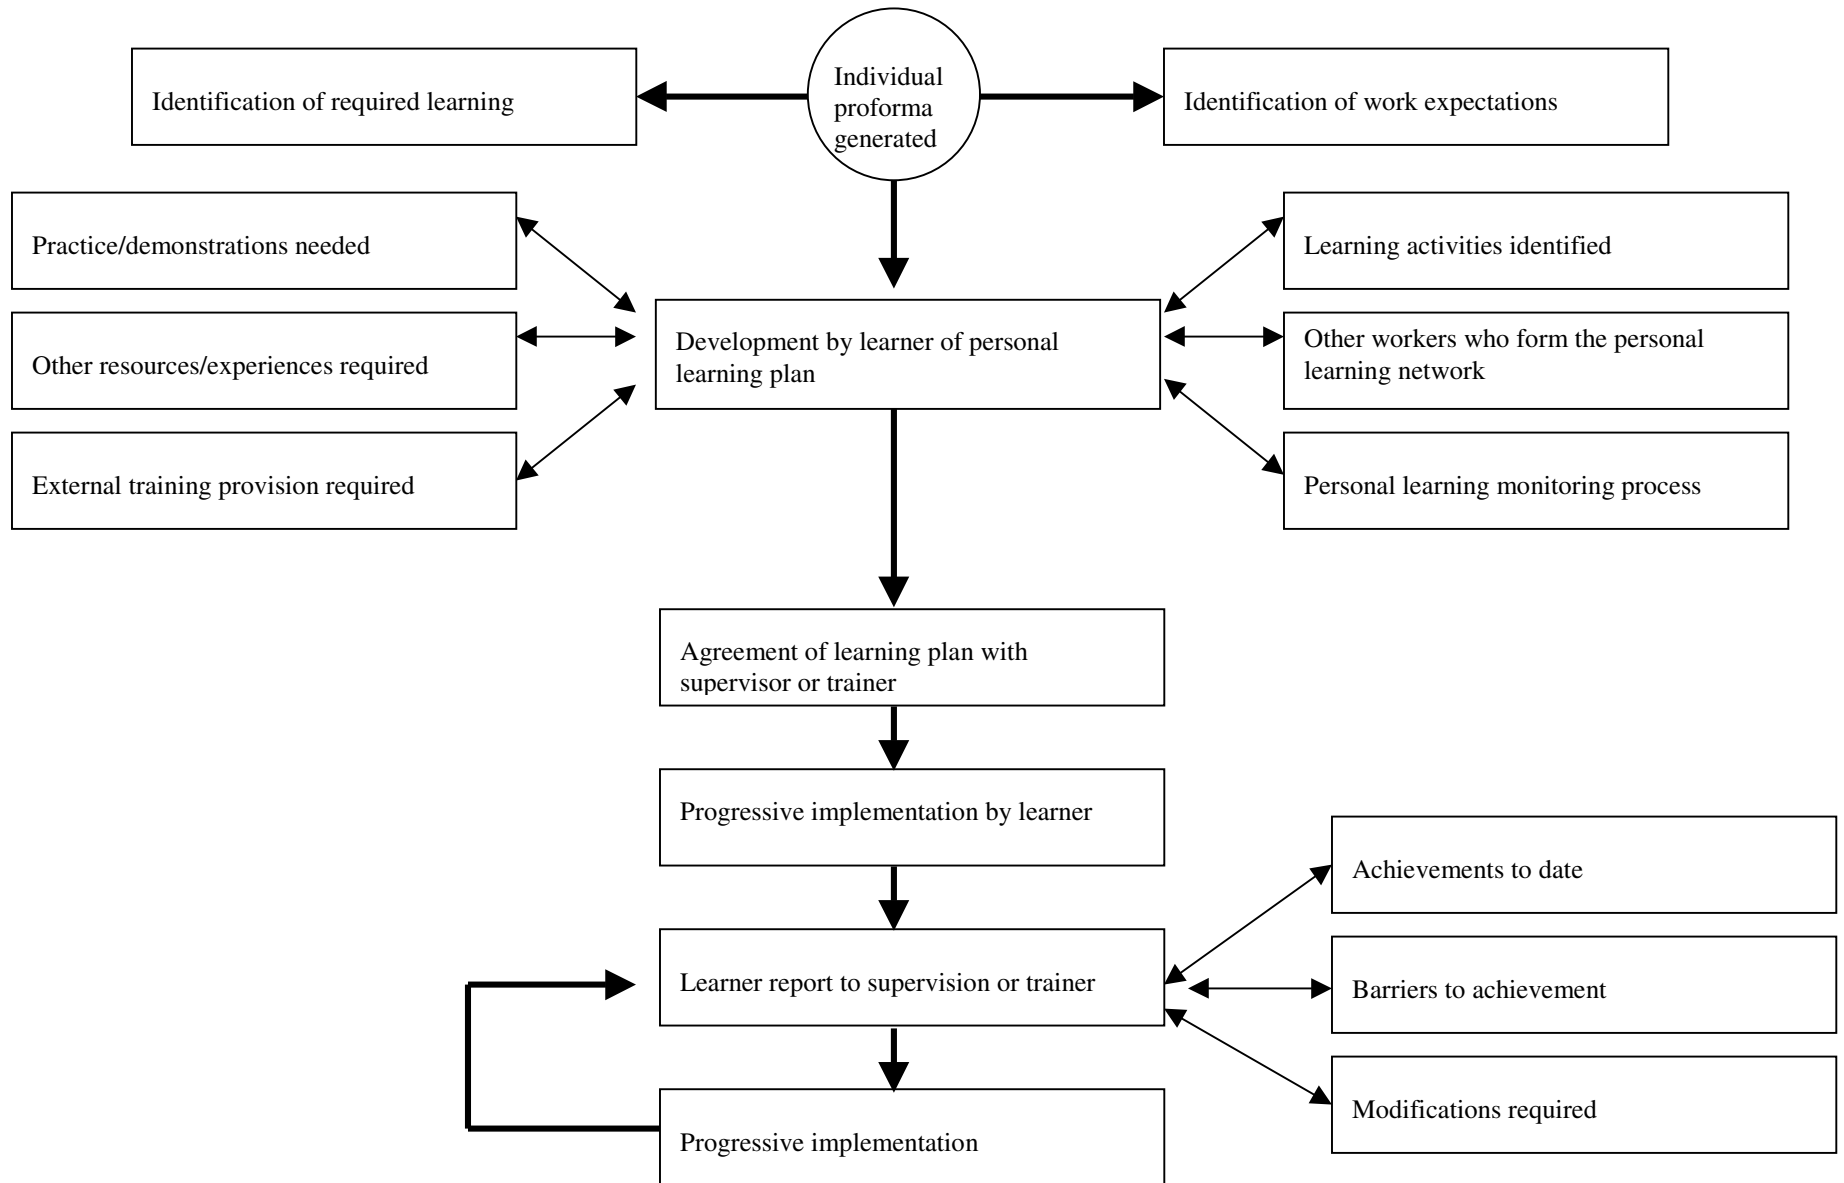 Individual
proforma
generated
Identification of required learning
Identification of work expectations
Practice/demonstrations needed
Learning activities identified
Other resources/experiences required
Development by learner of personal
learning plan
Other workers who form the personal
learning network
External training provision required
Personal learning monitoring process
Agreement of learning plan with
supervisor or trainer
Progressive implementation by learner
Achievements to date
Learner report to supervision or trainer
Barriers to achievement
Modifications required
Progressive implementation